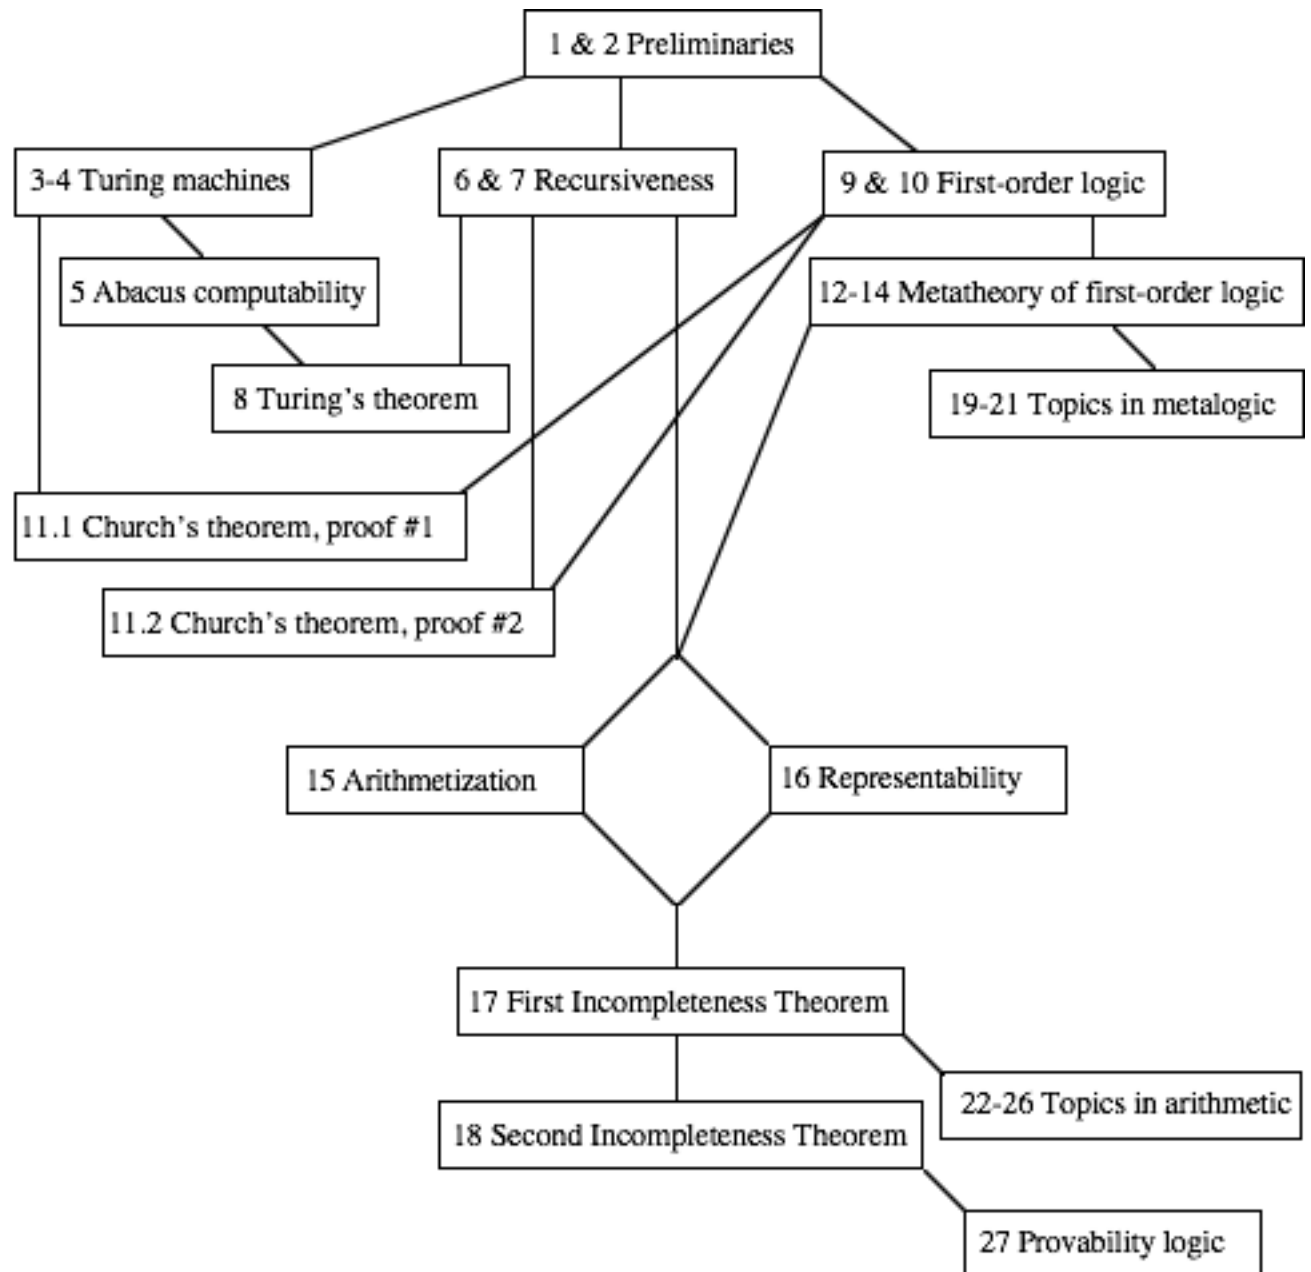 1 & 2 Preliminaries
3-4 Turing machines
6 & 7 Recursiveness
9 & 10 First-order logic
5 Abacus computability
12-14 Metatheory of first-order logic
8 Turing’s theorem
19-21 Topics in metalogic
11.1 Church’s theorem, proof #1
11.2 Church’s theorem, proof #2
15 Arithmetization
16 Representability
17 First Incompleteness Theorem
22-26 Topics in arithmetic
18 Second Incompleteness Theorem
27 Provability logic